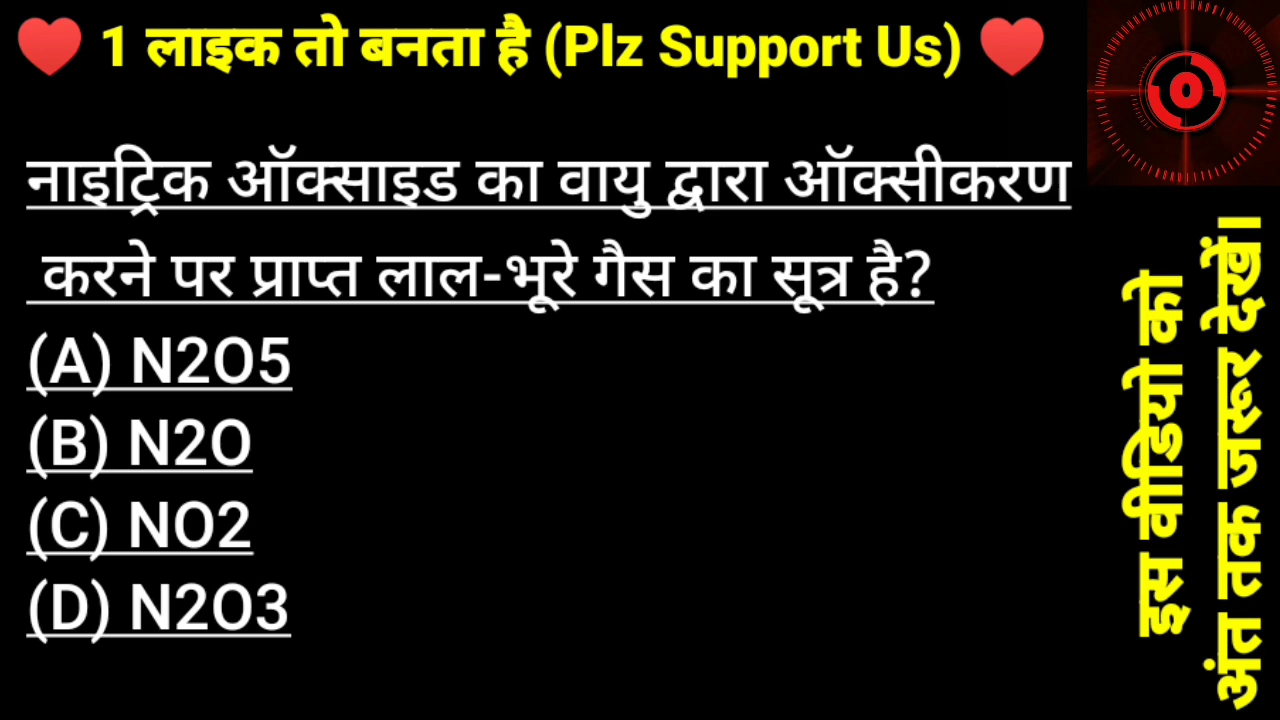 ❤️ 1 लाइक तो बनता है (Plz Support Us) ❤️
नाइट्रिक ऑक्साइड का वायु द्वारा ऑक्सीकरण
करने पर प्राप्त लाल-भूरे गैस का सूत्र है?
(A) N2O5
(B) N2O
(C) NO2
(D) N2O3
इस वीडियो को
अंत तक जरूर देखें।